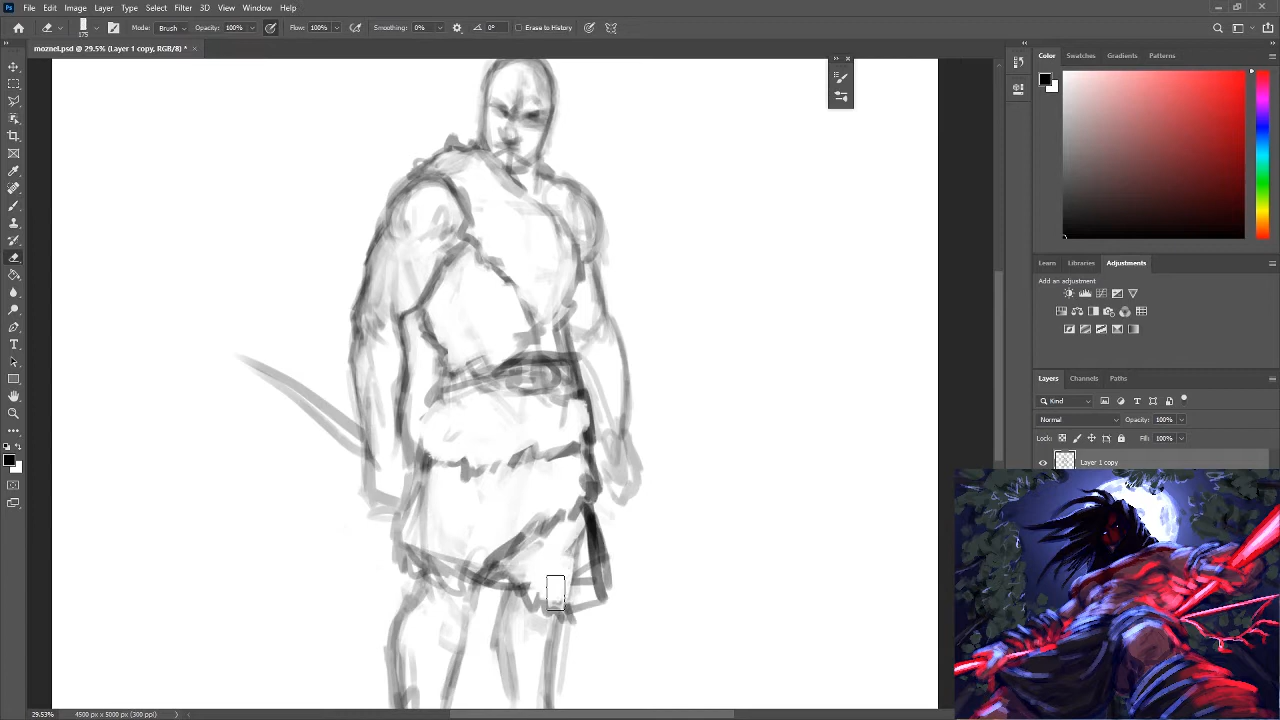 File Edit Image Layer Type Select Filter 3D View Window Help
175 Mode: Brush Opacity: 100% Flow: 100% Smoothing: 0% 0° Erase to History
moznei.psd @ 29.5% (Layer 1 copy, RGB/8) *
Color Swatches Gradients Patterns
Learn Libraries Adjustments
Add an adjustment
Layers Channels Paths
Kind
Normal Opacity: 100%
Lock: Fill: 100%
Layer 1 copy
29.53% 4500 px x 5000 px (300 ppi)